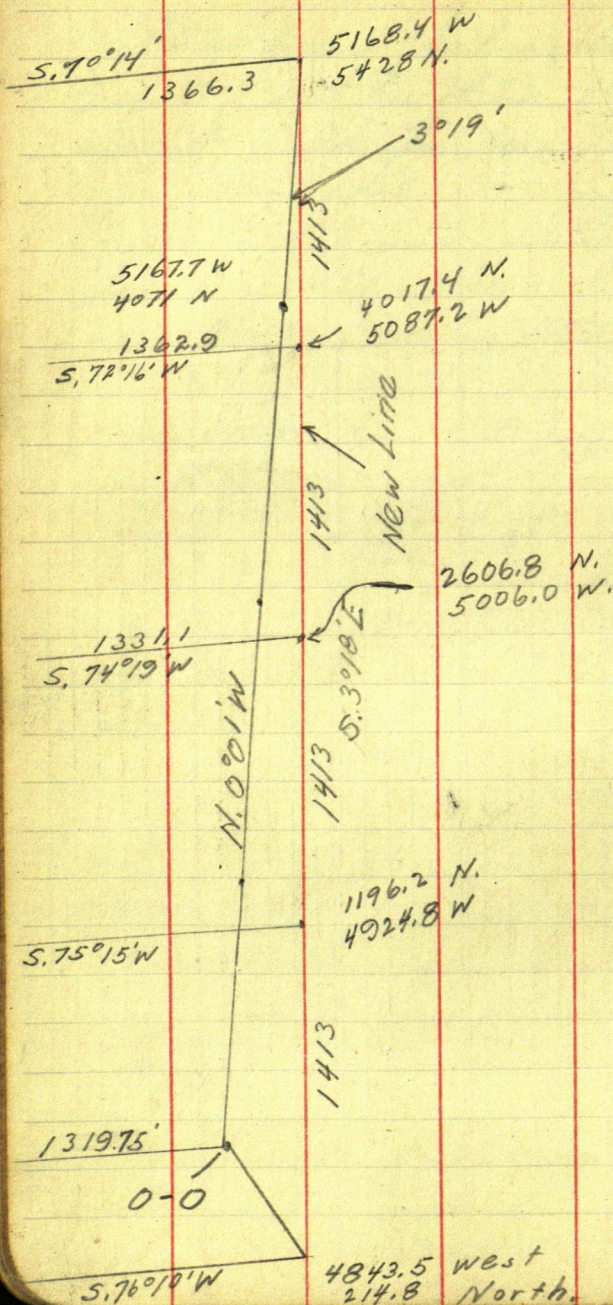 5168.4 W
5428 N.
S. 70°14'
1366.3
3°19'
1413
5167.7 W
4071 N
4017.4 N.
5087.2 W
1362.9
S. 72°16' W
New Line
1413
2606.8 N.
5006.0 W.
1331.1
S. 74°19' W
S. 3°18' E
N. 0°01' W
1413
1196.2 N.
4924.8 W
S. 75°15' W
1413
1319.75'
0-0
S. 76°10' W
4843.5 west
214.8 North.